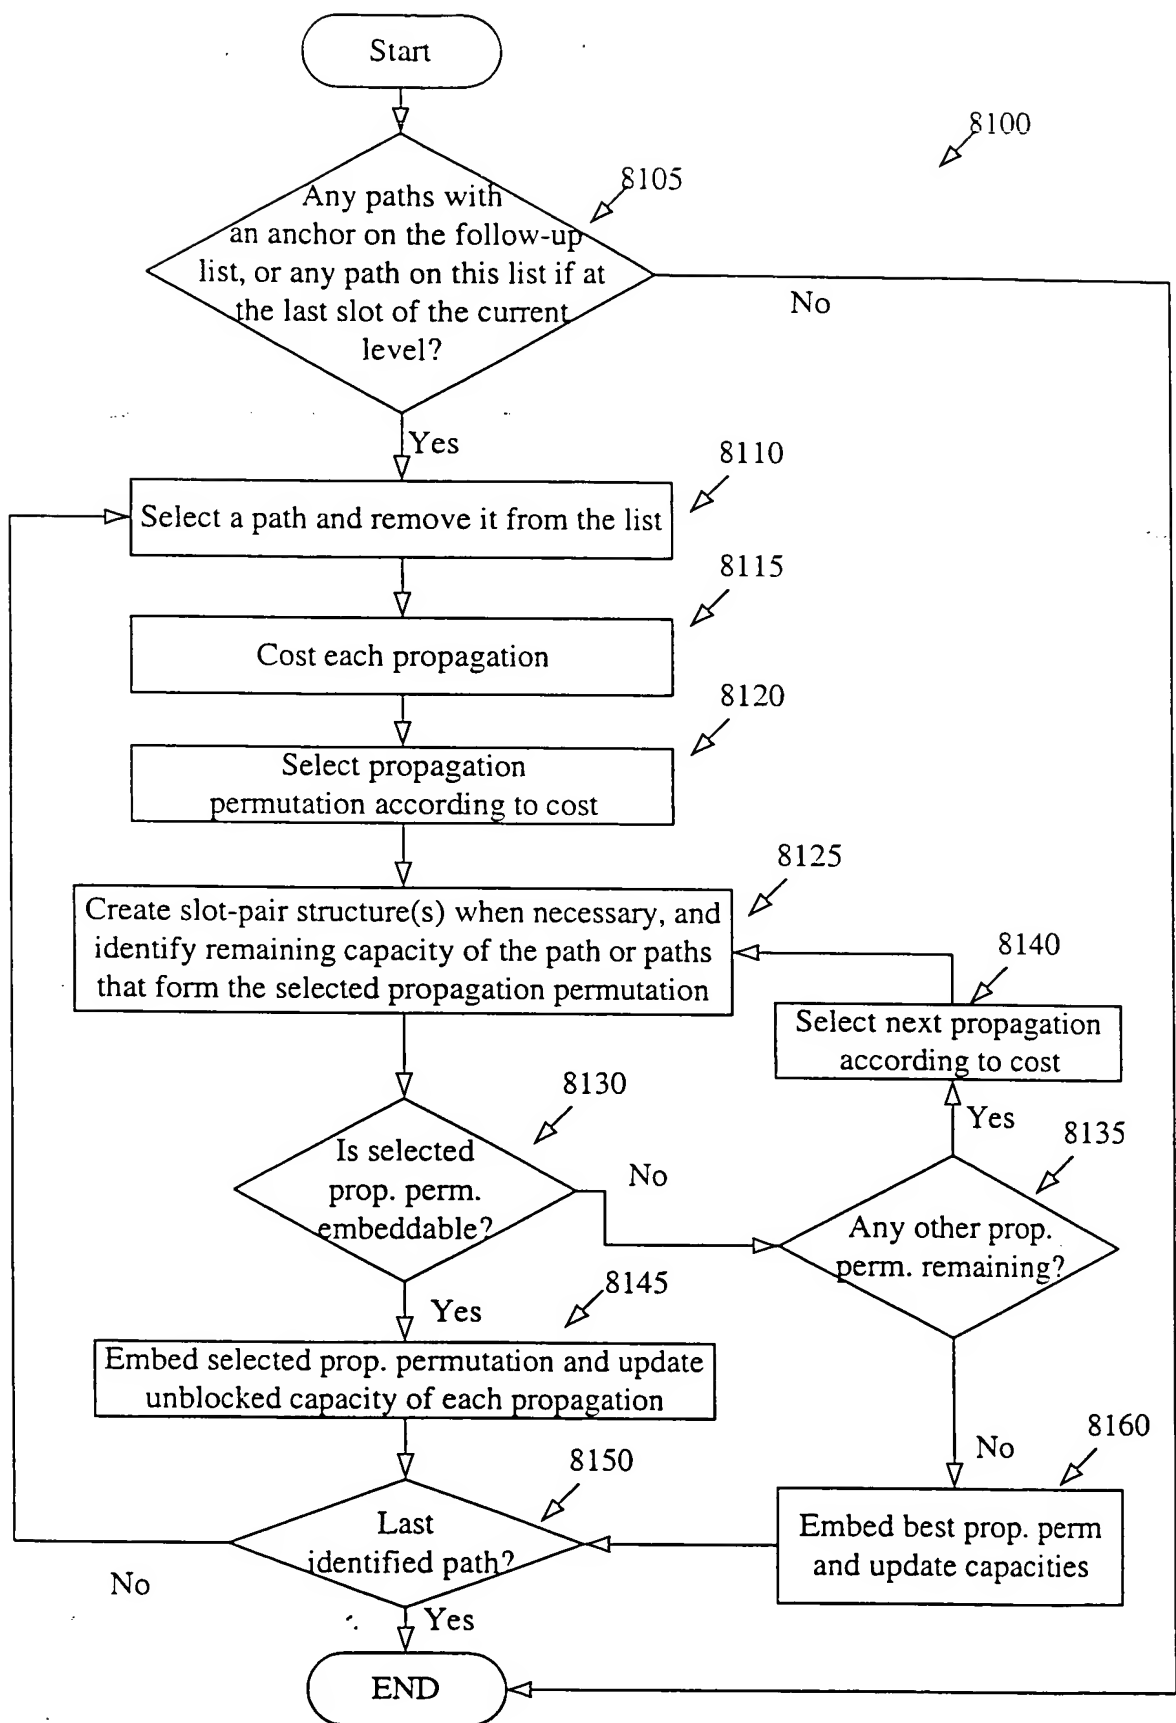 Start
8100
8105
Any paths with
an anchor on the follow-up
list, or any path on this list if at
the last slot of the current
level?
No
Yes
8110
Select a path and remove it from the list
8115
Cost each propagation
8120
Select propagation
permutation according to cost
8125
Create slot-pair structure(s) when necessary, and
identify remaining capacity of the path or paths
that form the selected propagation permutation
8140
Select next propagation
according to cost
8130
Is selected
prop. perm.
embeddable?
No
Yes
8135
Any other prop.
perm. remaining?
Yes
8145
Embed selected prop. permutation and update
unblocked capacity of each propagation
No
8160
Embed best prop. perm
and update capacities
8150
Last
identified path?
No
Yes
END